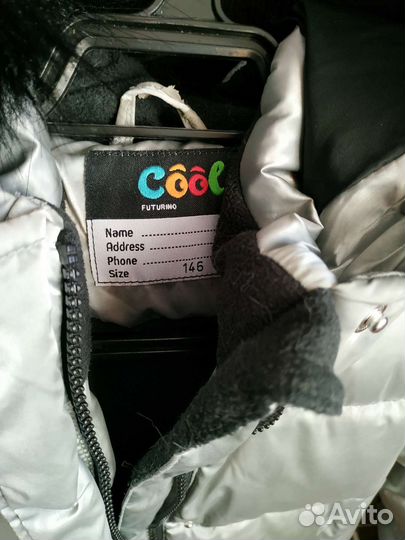 cool
FUTURINO
Name
Address
Phone
Size 146
Avito